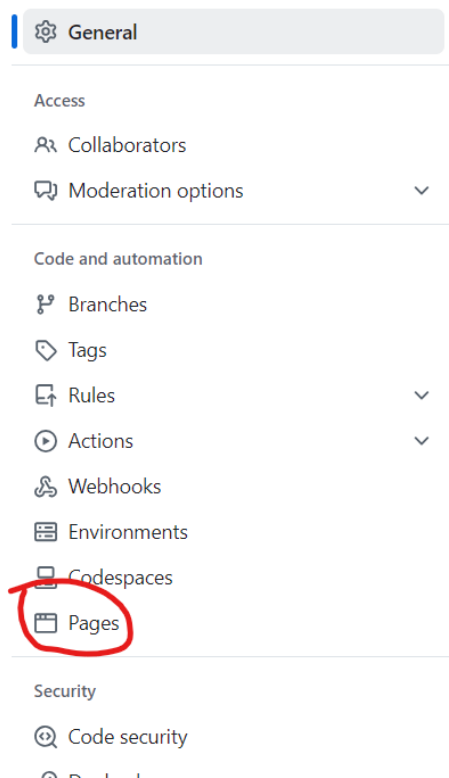 General
Access
Collaborators
Moderation options
Code and automation
Branches
Tags
Rules
Actions
Webhooks
Environments
Codespaces
Pages
Security
Code security